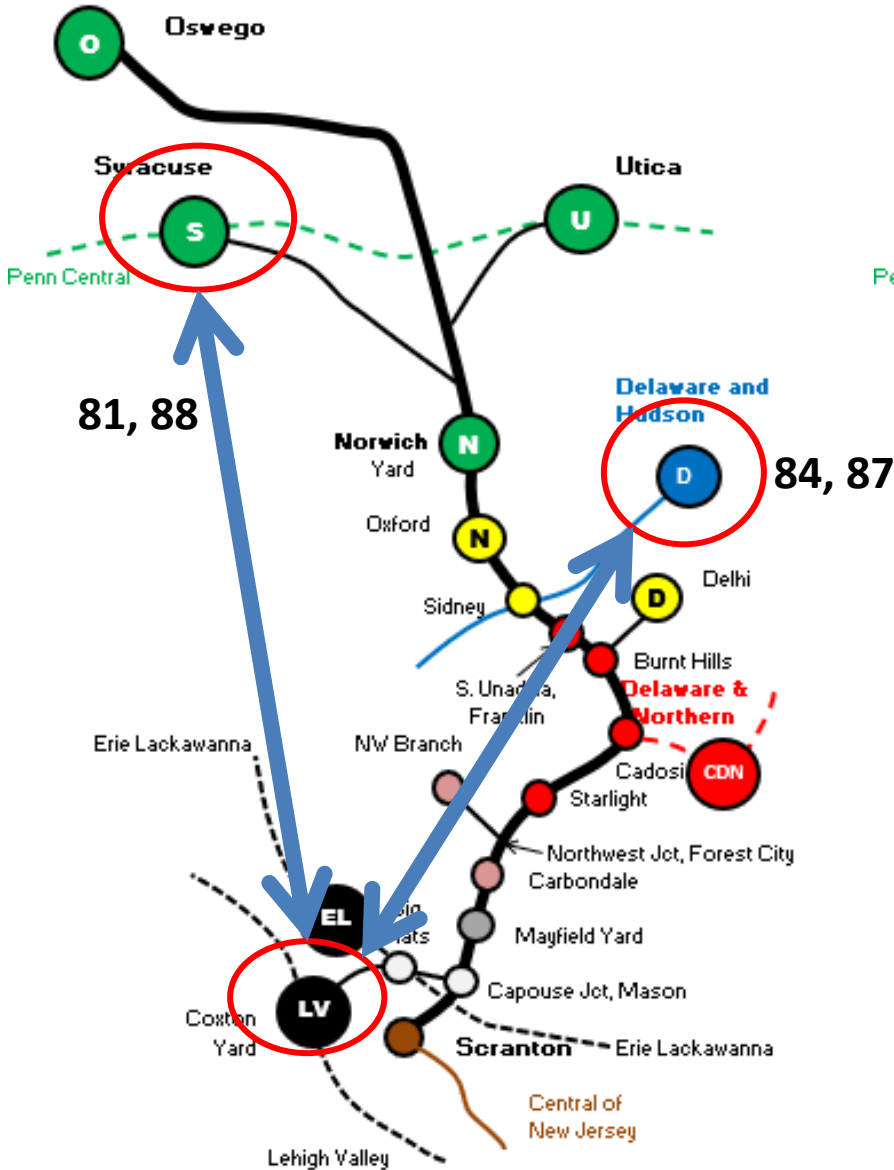 Oswego
O
Syracuse
Utica
S
U
Penn Central
Pe
81, 88
Delaware and
Hudson
Norwich
Yard
N
D
84, 87
Oxford
N
Delhi
D
Sidney
Burnt Hills
S. Unadilla,
Franklin
Delaware &
Northern
Erie Lackawanna
NW Branch
Cadosia
CDN
Starlight
Northwest Jct, Forest City
Carbondale
EL
Mayfield Yard
Capouse Jct, Mason
LV
Coxton
Yard
Scranton
Erie Lackawanna
Central of
New Jersey
Lehigh Valley